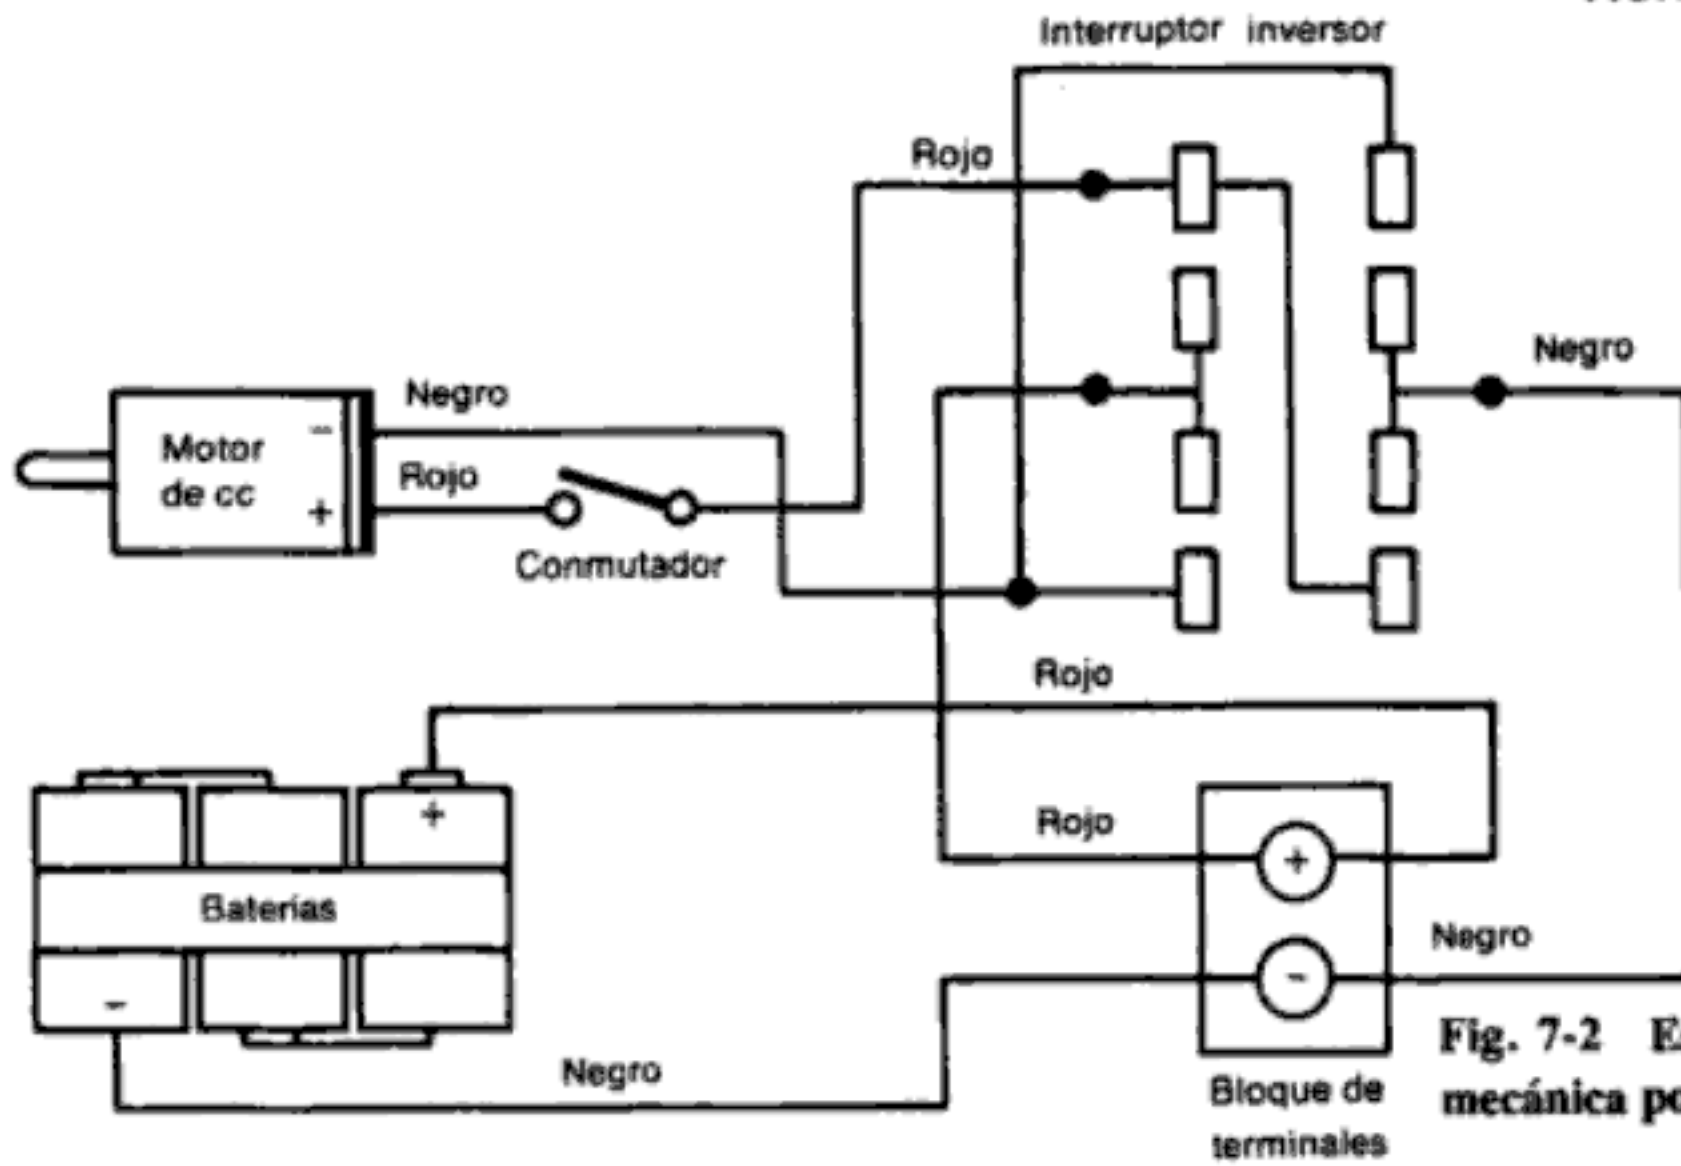 Interruptor inversor
Rojo
Negro
Negro
Motor
de cc
−
Rojo
+
Conmutador
Rojo
+
Rojo
+
Baterías
Negro
-
-
Fig. 7-2
mecánica
Negro
Bloque de
terminales